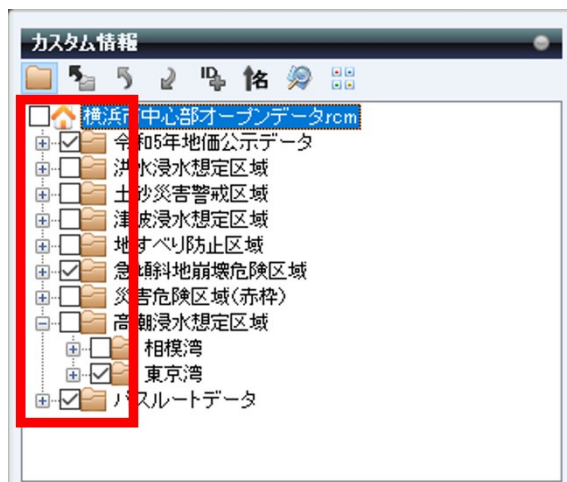 カスタム情報
ID 名
横浜市中心部オープンデータrcm
令和5年地価公示データ
洪水浸水想定区域
土砂災害警戒区域
津波浸水想定区域
地すべり防止区域
急傾斜地崩壊危険区域
災害危険区域(赤枠)
高潮浸水想定区域
相模湾
東京湾
バスルートデータ